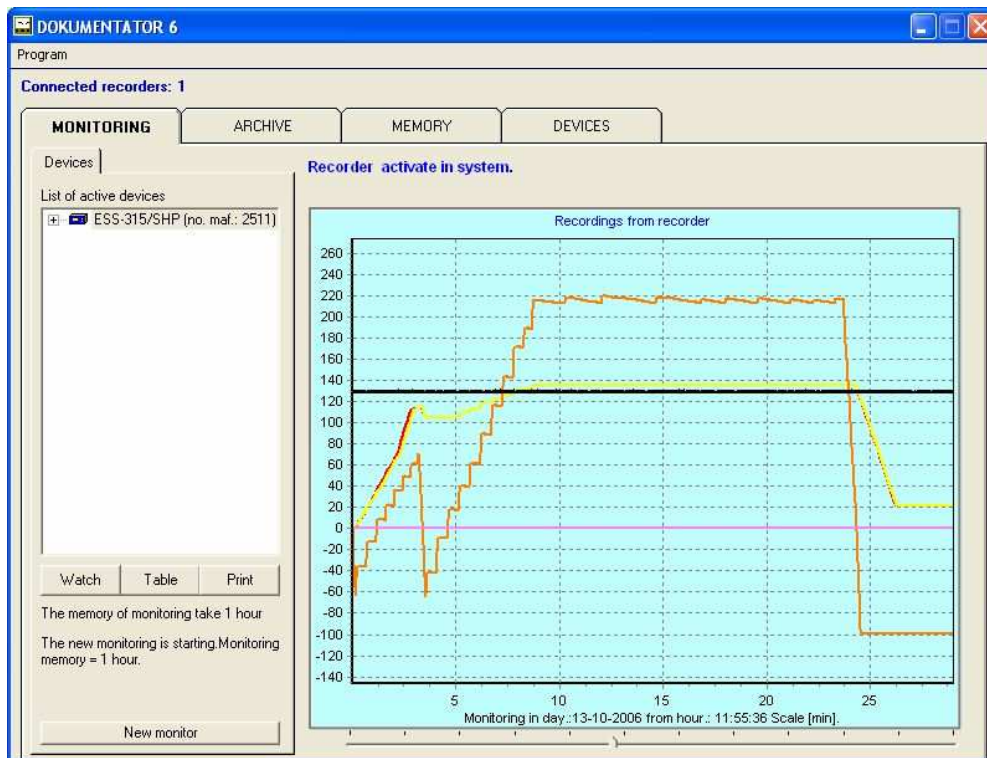 DOKUMENTATOR 6
Program
Connected recorders: 1
MONITORING
ARCHIVE
MEMORY
DEVICES
Devices
Recorder activate in system.
List of active devices
ESS-315/SHP (no. maf.: 2511)
Recordings from recorder
260
240
220
200
180
160
140
120
100
80
60
40
20
0
-20
-40
-60
-80
-100
-120
-140
5 10 15 20 25
Monitoring in day.:13-10-2006 from hour.: 11:55:36 Scale [min].
Watch Table Print
The memory of monitoring take 1 hour
The new monitoring is starting.Monitoring
memory = 1 hour.
New monitor